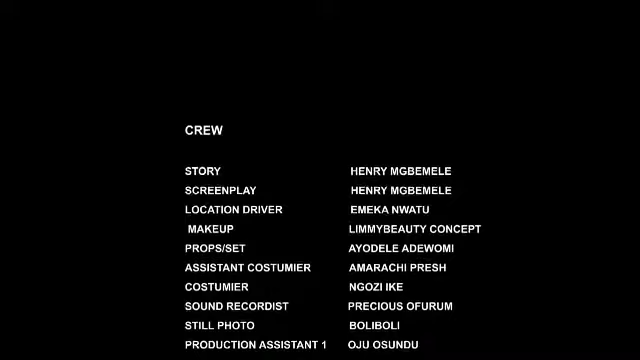 CREW
STORY HENRY MGBEMELE
SCREENPLAY HENRY MGBEMELE
LOCATION DRIVER EMEKA NWATU
MAKEUP LIMMYBEAUTY CONCEPT
PROPS/SET AYODELE ADEWOMI
ASSISTANT COSTUMIER AMARACHI PRESH
COSTUMIER NGOZI IKE
SOUND RECORDIST PRECIOUS OFURUM
STILL PHOTO BOLIBOLI
PRODUCTION ASSISTANT 1 OJU OSUNDU